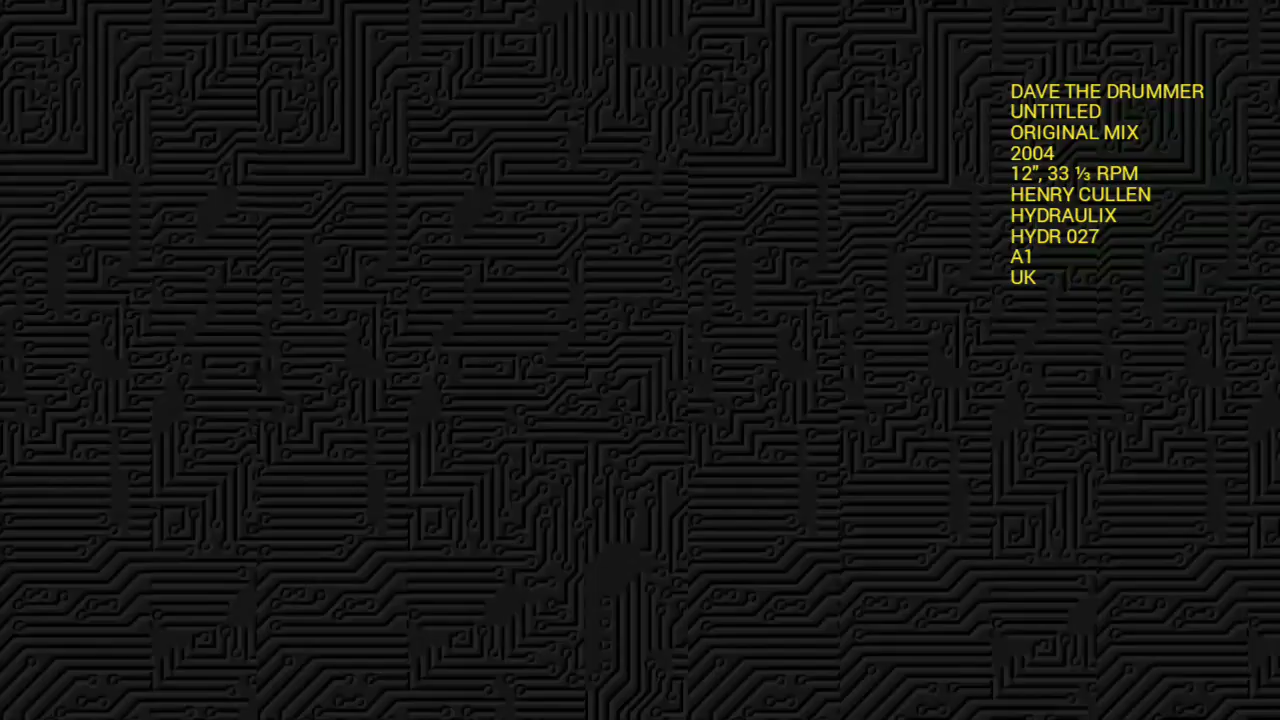 DAVE THE DRUMMER
UNTITLED
ORIGINAL MIX
2004
12", 33 ⅓ RPM
HENRY CULLEN
HYDRAULIX
HYDR 027
A1
UK